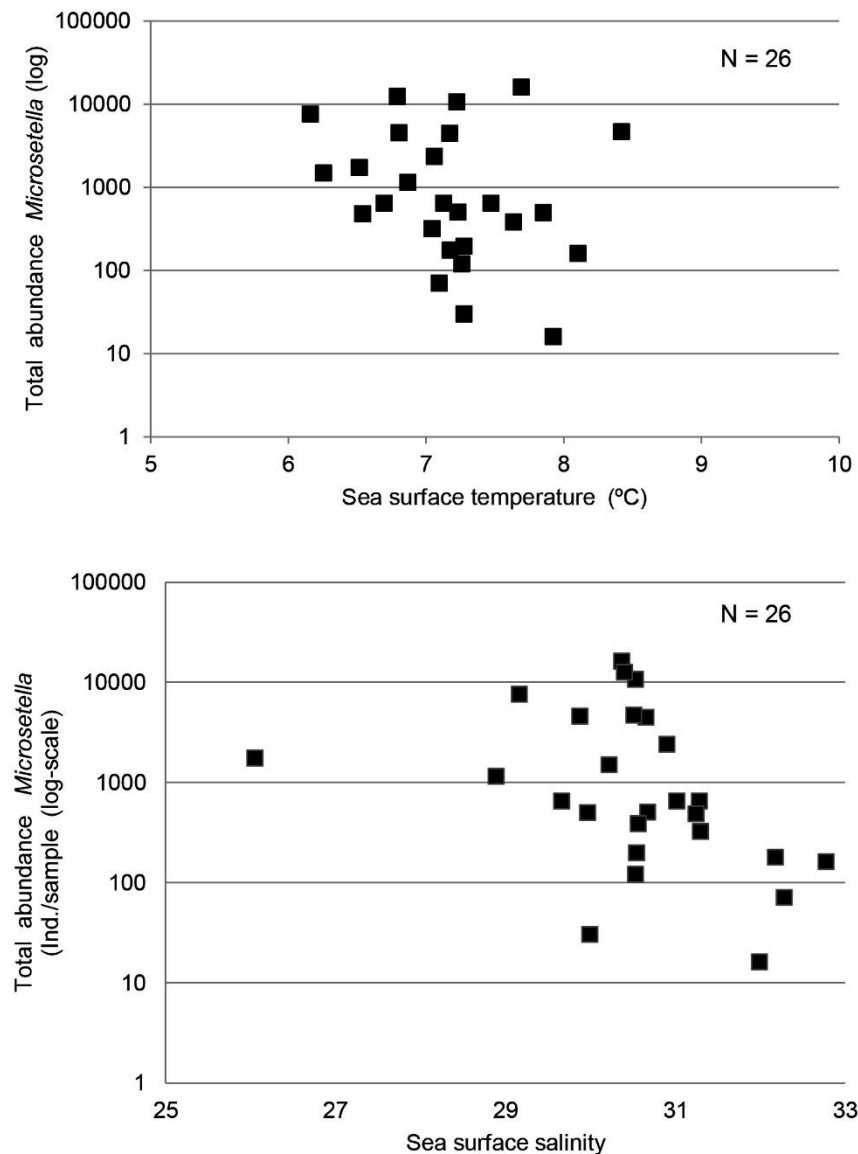 100000
N = 26
10000
1000
100
10
1
Total abundance Microsetella (log)
5 6 7 8 9 10
Sea surface temperature (ºC)
100000
N = 26
10000
1000
100
10
1
Total abundance Microsetella
(Ind./sample (log-scale)
25 27 29 31 33
Sea surface salinity